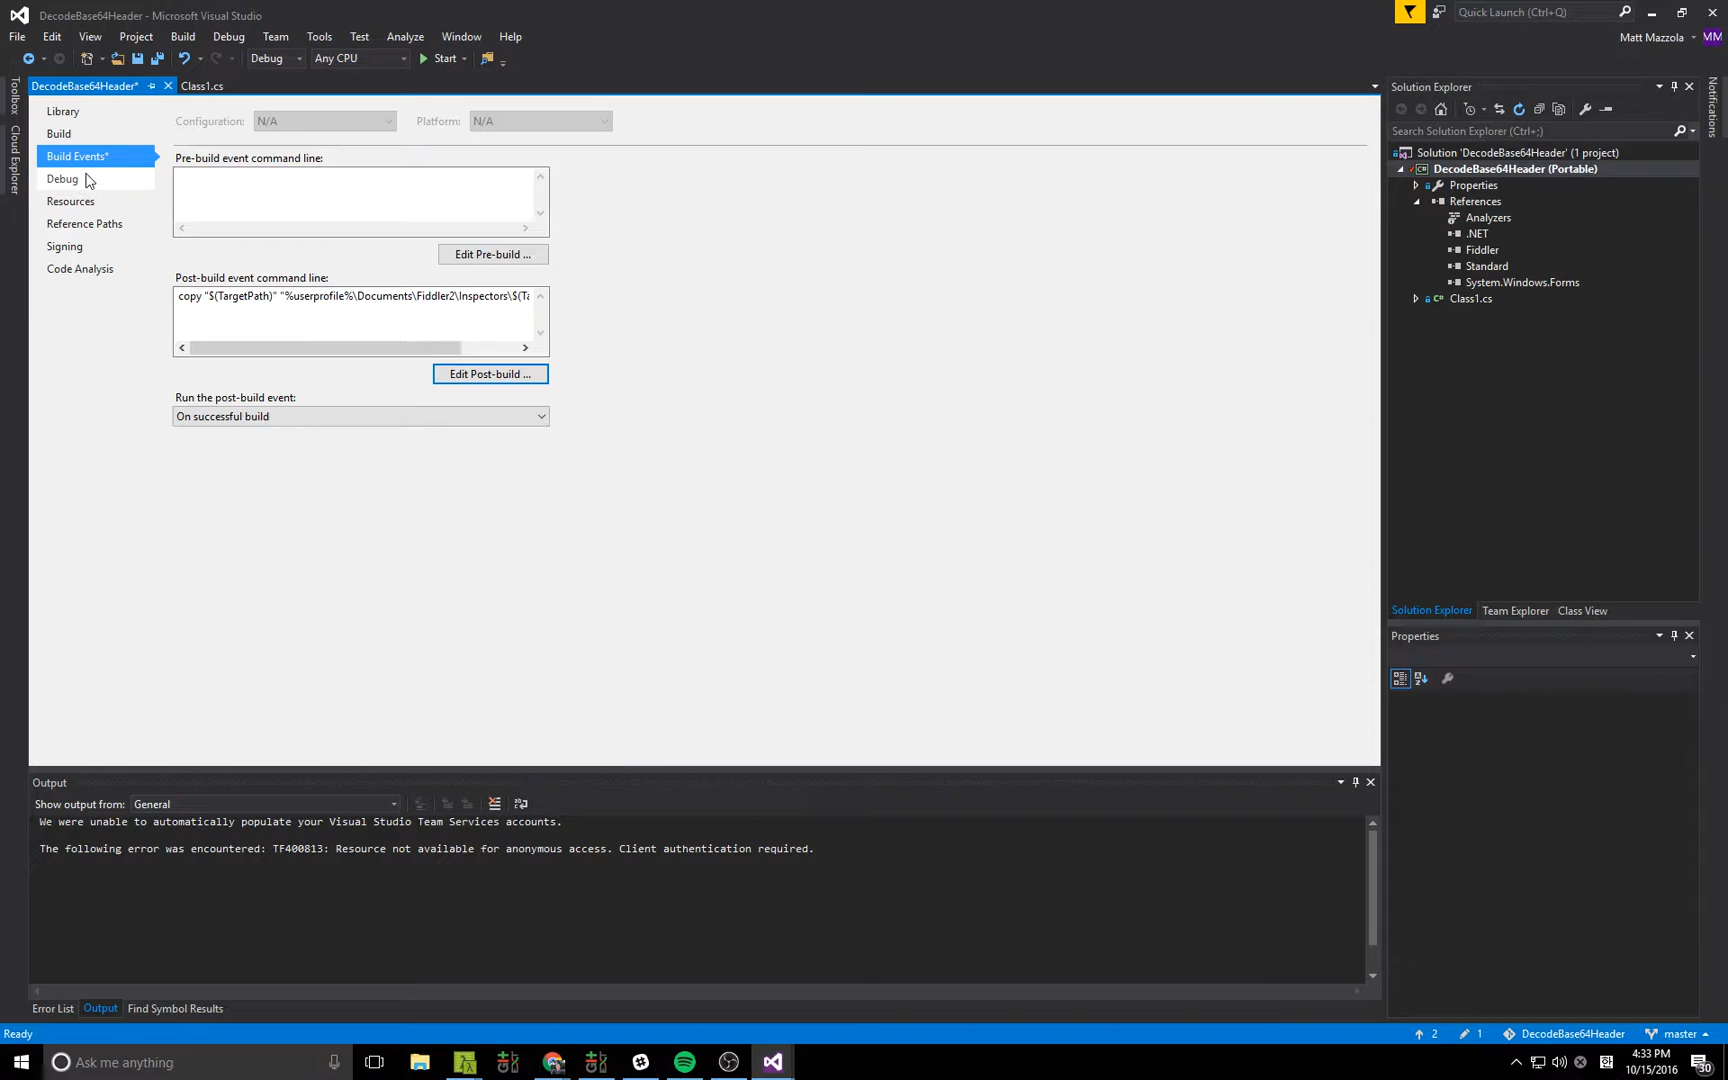 DecodeBase64Header - Microsoft Visual Studio
Quick Launch (Ctrl+Q)
File Edit View Project Build Debug Team Tools Test Analyze Window Help
Matt Mazzola MM
Debug Any CPU Start
DecodeBase64Header* Class1.cs
Toolbox
Cloud Explorer
Library
Build
Build Events*
Debug
Resources
Reference Paths
Signing
Code Analysis
Configuration: N/A Platform: N/A
Pre-build event command line:
Edit Pre-build ...
Post-build event command line:
copy "$(TargetPath)" "%userprofile%\Documents\Fiddler2\Inspectors\$(Ta
Edit Post-build ...
Run the post-build event:
On successful build
Solution Explorer
Search Solution Explorer (Ctrl+;)
Solution 'DecodeBase64Header' (1 project)
DecodeBase64Header (Portable)
Properties
References
Analyzers
.NET
Fiddler
Standard
System.Windows.Forms
C# Class1.cs
Solution Explorer Team Explorer Class View
Properties
Notifications
Output
Show output from: General
We were unable to automatically populate your Visual Studio Team Services accounts.
The following error was encountered: TF400813: Resource not available for anonymous access. Client authentication required.
Error List Output Find Symbol Results
Ready
2 1 DecodeBase64Header master
Ask me anything
4:33 PM
10/15/2016
30